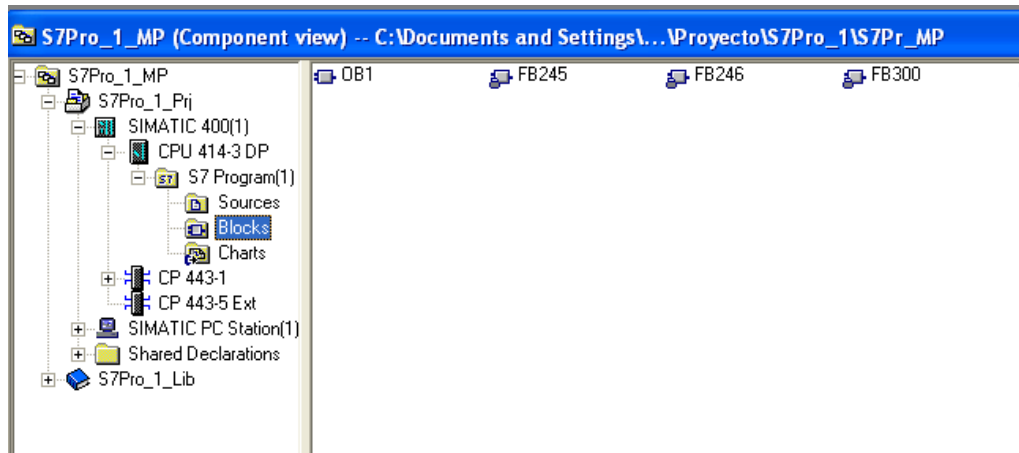 S7Pro_1_MP (Component view) -- C:\Documents and Settings\...\Proyecto\S7Pro_1\S7Pr_MP
S7Pro_1_MP
S7Pro_1_Prj
SIMATIC 400(1)
CPU 414-3 DP
S7 Program(1)
Sources
Blocks
Charts
CP 443-1
CP 443-5 Ext
SIMATIC PC Station(1)
Shared Declarations
S7Pro_1_Lib
OB1 FB245 FB246 FB300